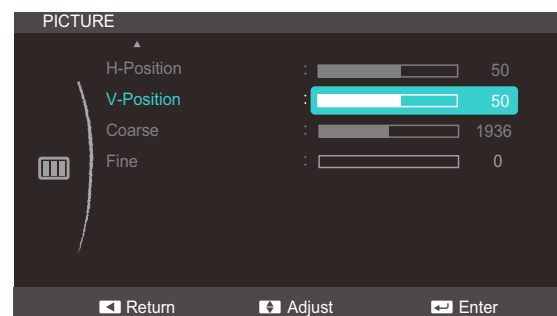 PICTURE
H-Position : 50
V-Position : 50
Coarse : 1936
Fine : 0
Return Adjust Enter